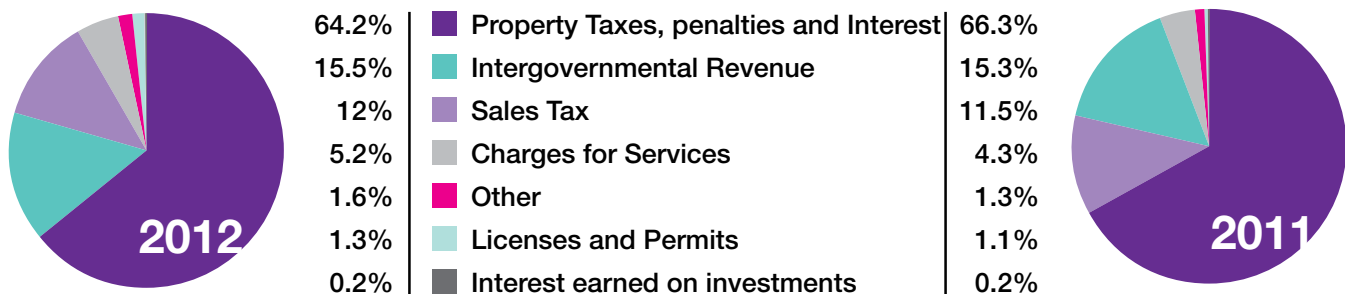 64.2% Property Taxes, penalties and Interest 66.3%
15.5% Intergovernmental Revenue 15.3%
12% Sales Tax 11.5%
5.2% Charges for Services 4.3%
1.6% Other 1.3%
1.3% Licenses and Permits 1.1%
0.2% Interest earned on investments 0.2%
2012
2011